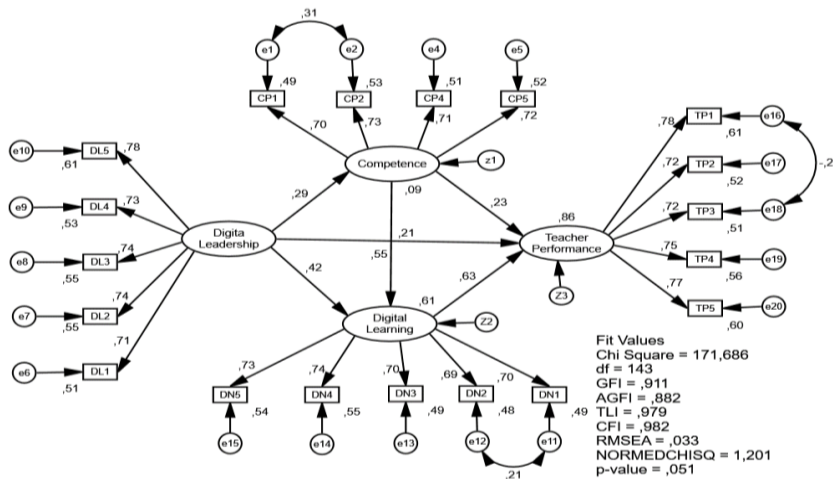 ,31
e1
e2
e4
e5
,49
,53
,51
,52
CP1
CP2
CP4
CP5
,70
,73
,71
,72
Competence
z1
,09
e10
DL5
,78
,61
e9
DL4
,73
,53
e8
DL3
,74
,55
e7
DL2
,74
,55
e6
DL1
,71
,51
Digita
Leadership
,29
,21
,42
,55
,23
,63
,86
Teacher
Performance
Z3
,61
Digital
Learning
Z2
TP1
e16
,78
,61
TP2
e17
,72
,52
-,2
TP3
e18
,72
,51
TP4
e19
,75
,56
TP5
e20
,77
,60
,73
,74
,70
,69
,70
DN5
DN4
DN3
DN2
DN1
,54
,55
,49
,48
,49
e15
e14
e13
e12
e11
,21
Fit Values
Chi Square = 171,686
df = 143
GFI = ,911
AGFI = ,882
TLI = ,979
CFI = ,982
RMSEA = ,033
NORMEDCHISQ = 1,201
p-value = ,051